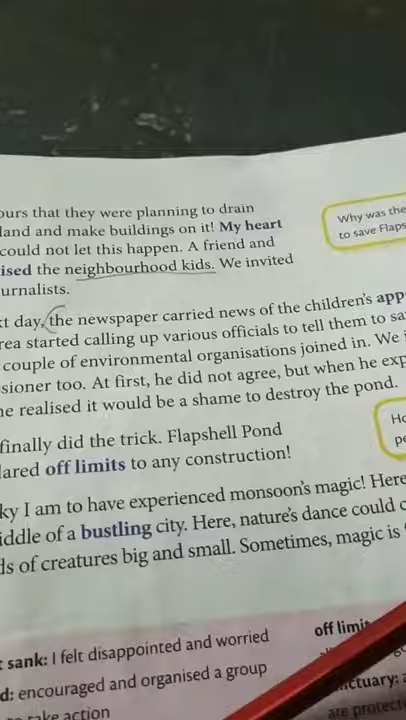 ours that they were planning to drain
land and make buildings on it! My heart
could not let this happen. A friend and
ised the neighbourhood kids. We invited
urnalists.
Why was the
to save Flaps
xt day, the newspaper carried news of the children's app
rea started calling up various officials to tell them to sa
couple of environmental organisations joined in. We
sioner too. At first, he did not agree, but when he exp
he realised it would be a shame to destroy the pond.
finally did the trick. Flapshell Pond
lared off limits to any construction!
Ho
pe
ky I am to have experienced monsoon's magic! Here
iddle of a bustling city. Here, nature's dance could
ds of creatures big and small. Sometimes, magic is
t sank: I felt disappointed and worried
d: encouraged and organised a group
to take action
off limi
ctuary:
are protect